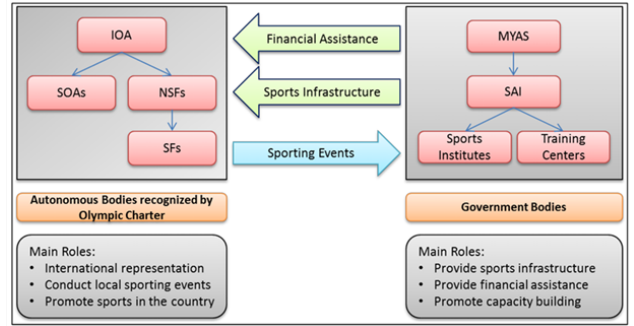 IOA
SOAs
NSFs
SFs
Financial Assistance
Sports Infrastructure
Sporting Events
MYAS
SAI
Sports
Institutes
Training
Centers
Autonomous Bodies recognized by
Olympic Charter
Government Bodies
Main Roles:
• International representation
• Conduct local sporting events
• Promote sports in the country
Main Roles:
• Provide sports infrastructure
• Provide financial assistance
• Promote capacity building